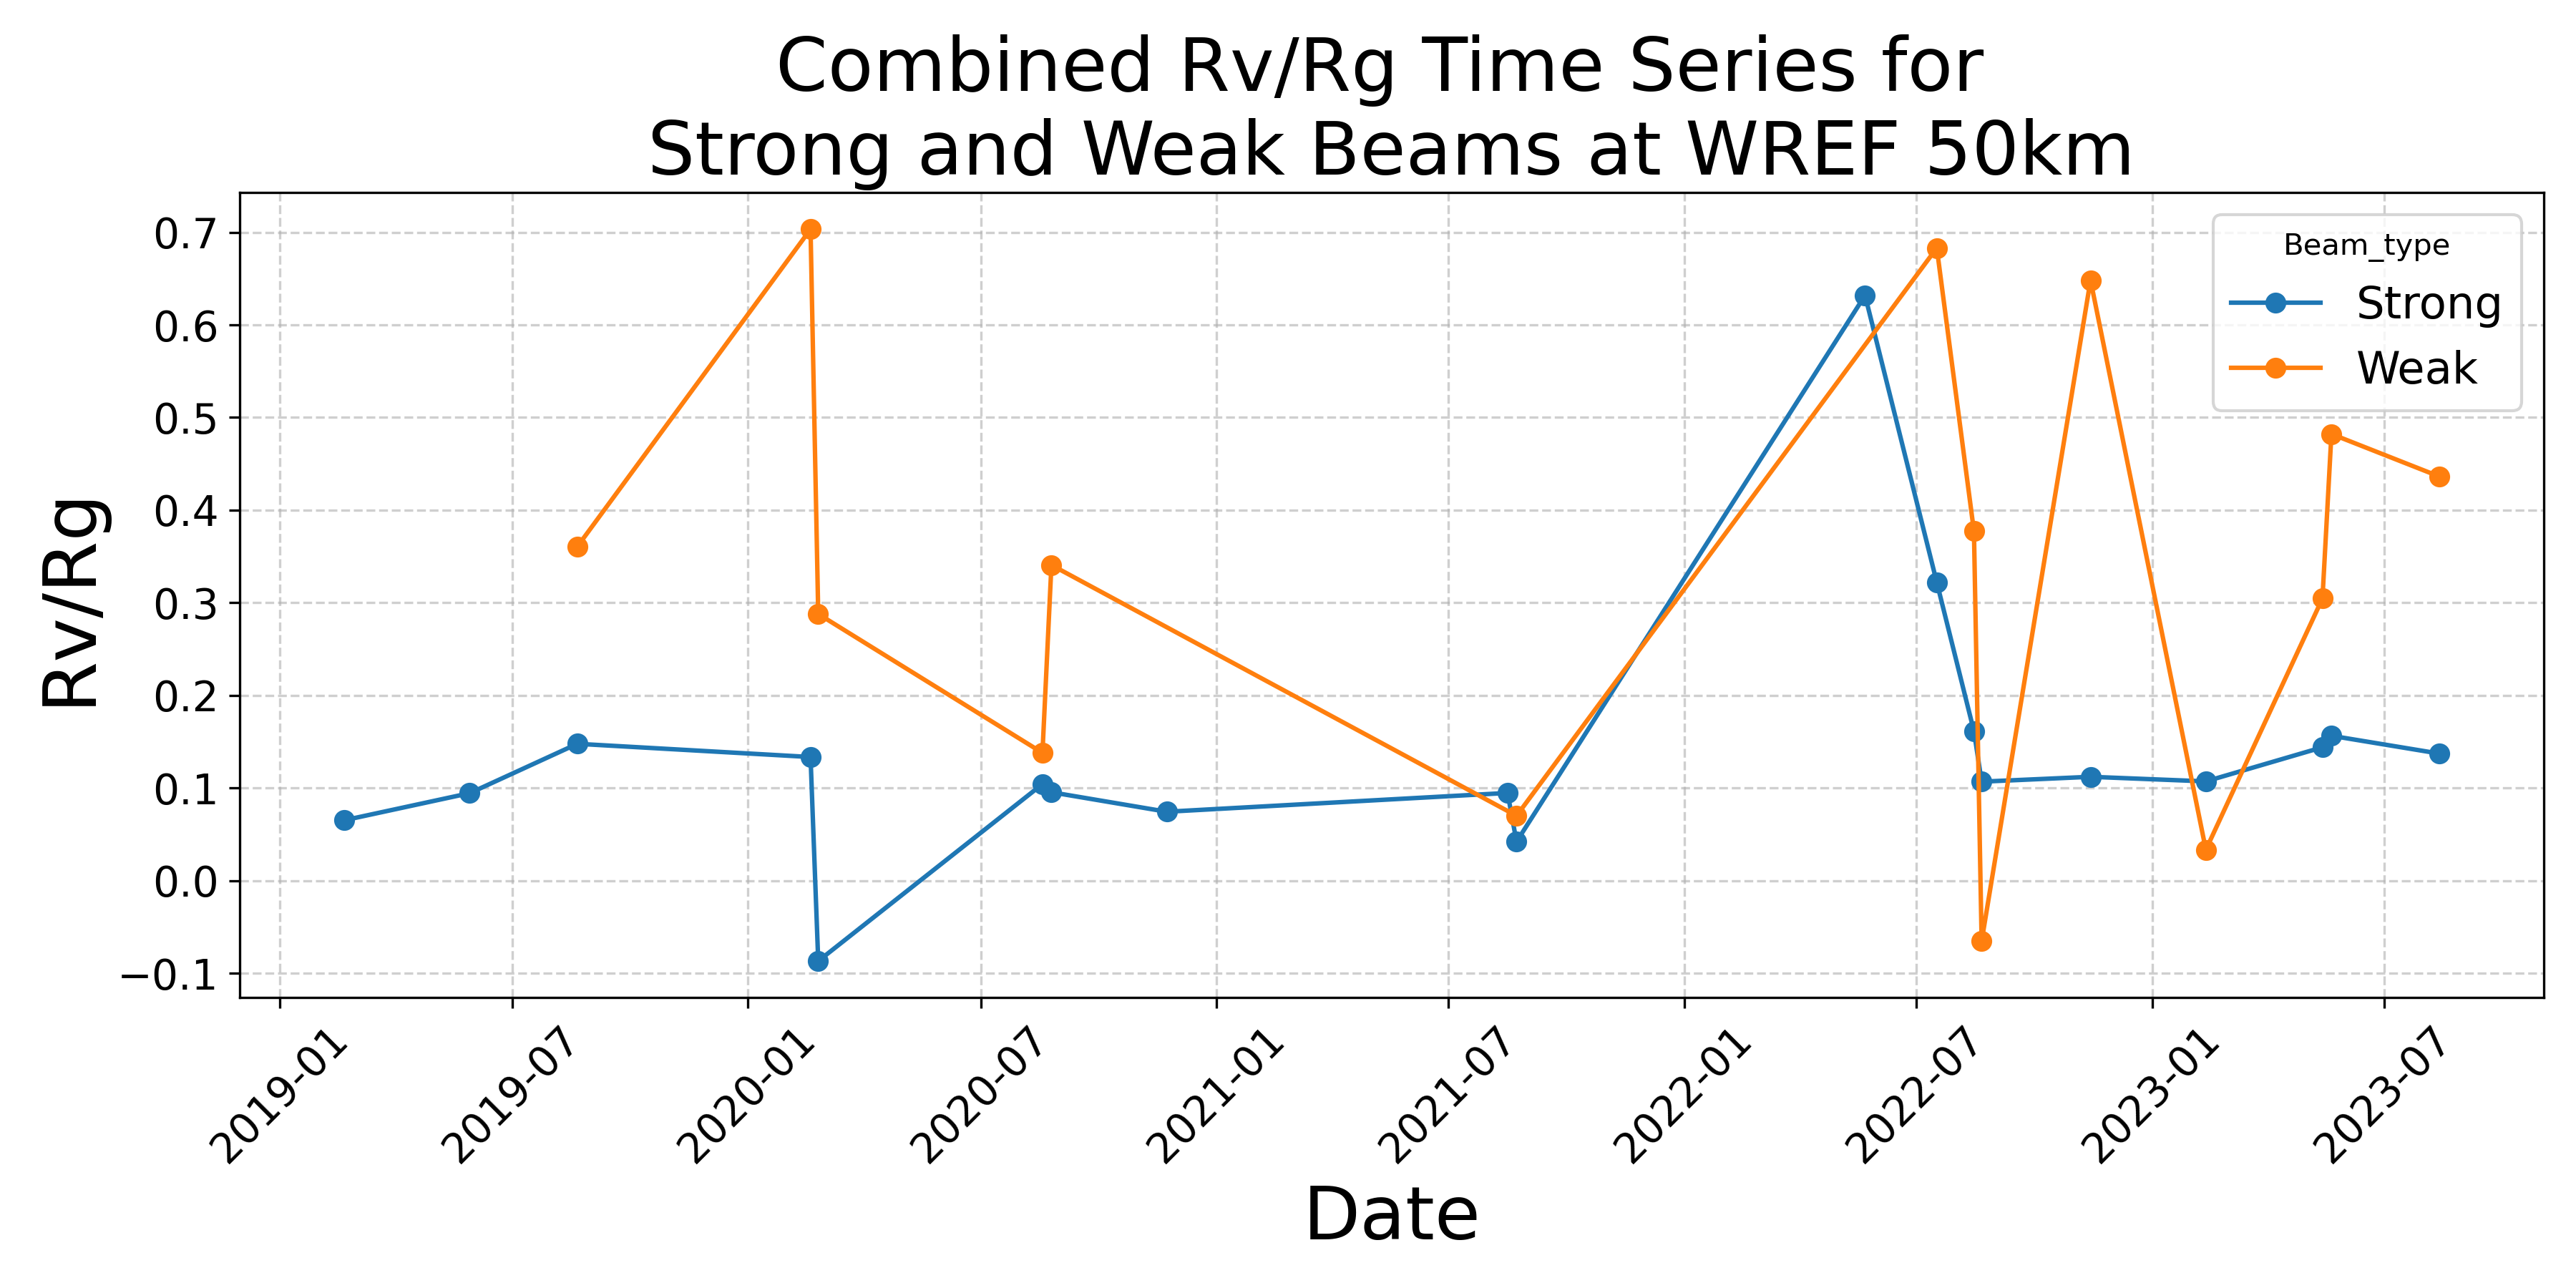 Combined Rv/Rg Time Series for
Strong and Weak Beams at WREF 50km
Rv/Rg
0.7
0.6
0.5
0.4
0.3
0.2
0.1
0.0
−0.1
Beam_type
Strong
Weak
2019-01
2019-07
2020-01
2020-07
2021-01
2021-07
2022-01
2022-07
2023-01
2023-07
Date